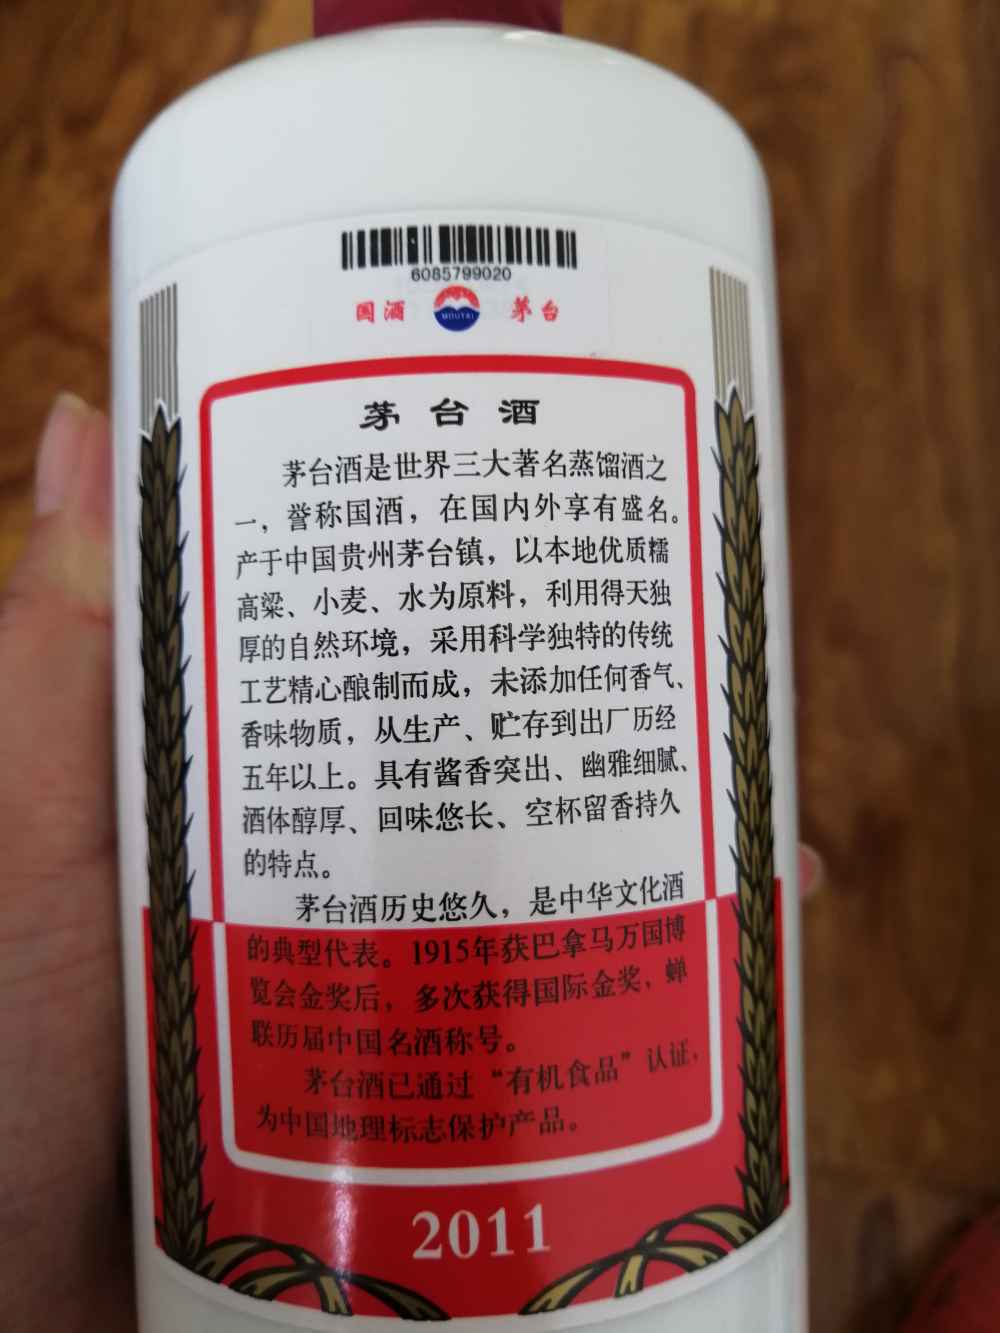 6085799020
国酒 MOUTAI 茅台
茅台酒
茅台酒是世界三大著名蒸馏酒之
一，誉称国酒，在国内外享有盛名。
产于中国贵州茅台镇，以本地优质糯
高粱、小麦、水为原料，利用得天独
厚的自然环境，采用科学独特的传统
工艺精心酿制而成，未添加任何香气、
香味物质，从生产、贮存到出厂历经
五年以上。具有酱香突出、幽雅细腻、
酒体醇厚、回味悠长、空杯留香持久
的特点。
茅台酒历史悠久，是中华文化酒
的典型代表。1915年获巴拿马万国博
览会金奖后，多次获得国际金奖，蝉
联历届中国名酒称号。
茅台酒已通过“有机食品”认证，
为中国地理标志保护产品。
2011